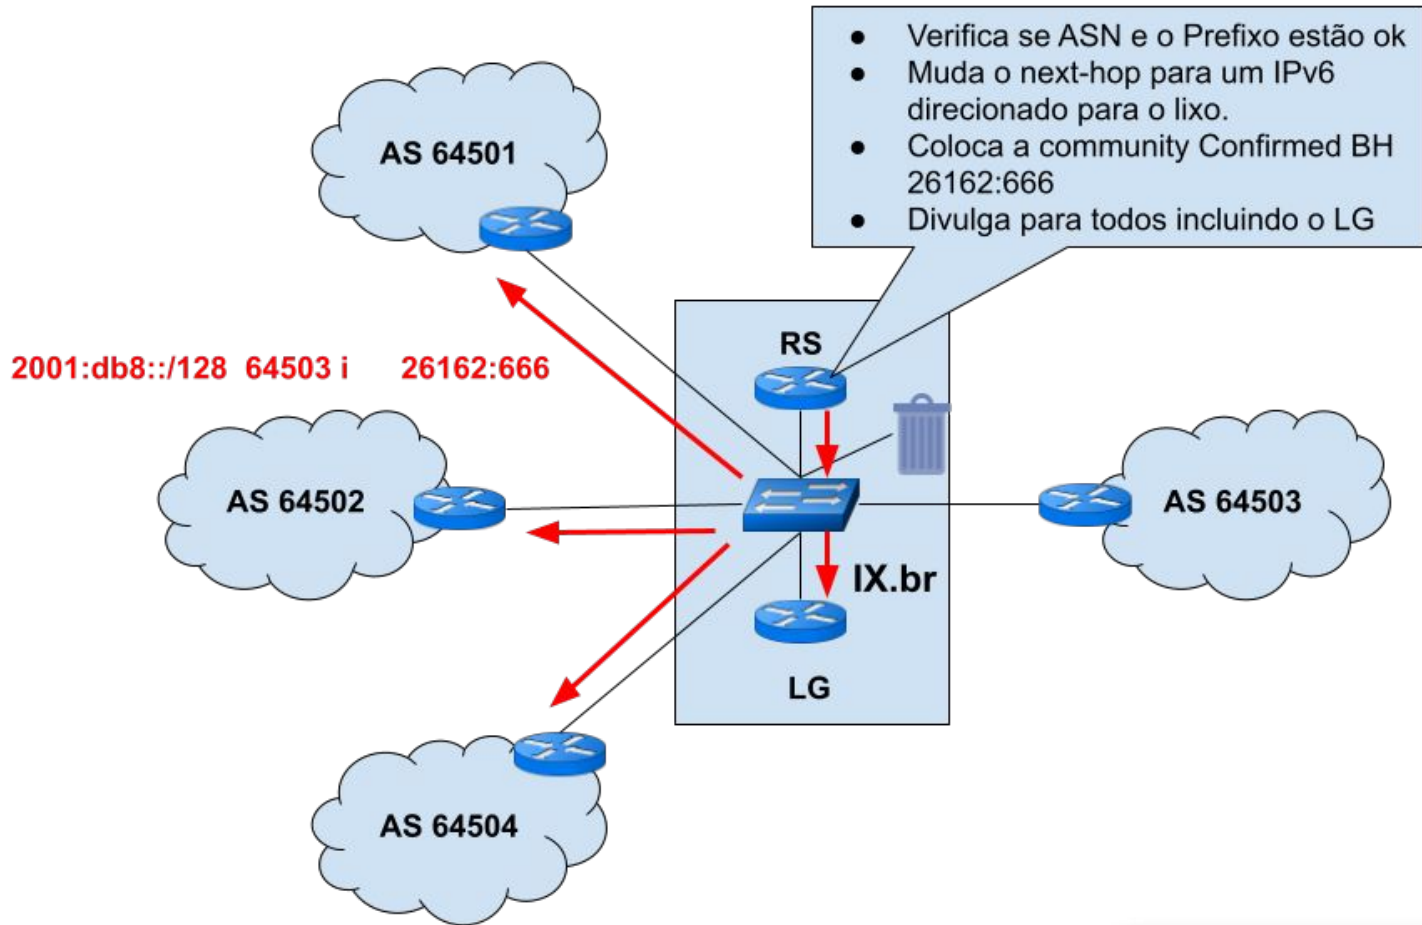 ● Verifica se ASN e o Prefixo estão ok
● Muda o next-hop para um IPv6
direcionado para o lixo.
● Coloca a community Confirmed BH
26162:666
● Divulga para todos incluindo o LG
AS 64501
RS
2001:db8::/128 64503 i 26162:666
AS 64502
AS 64503
IX.br
LG
AS 64504